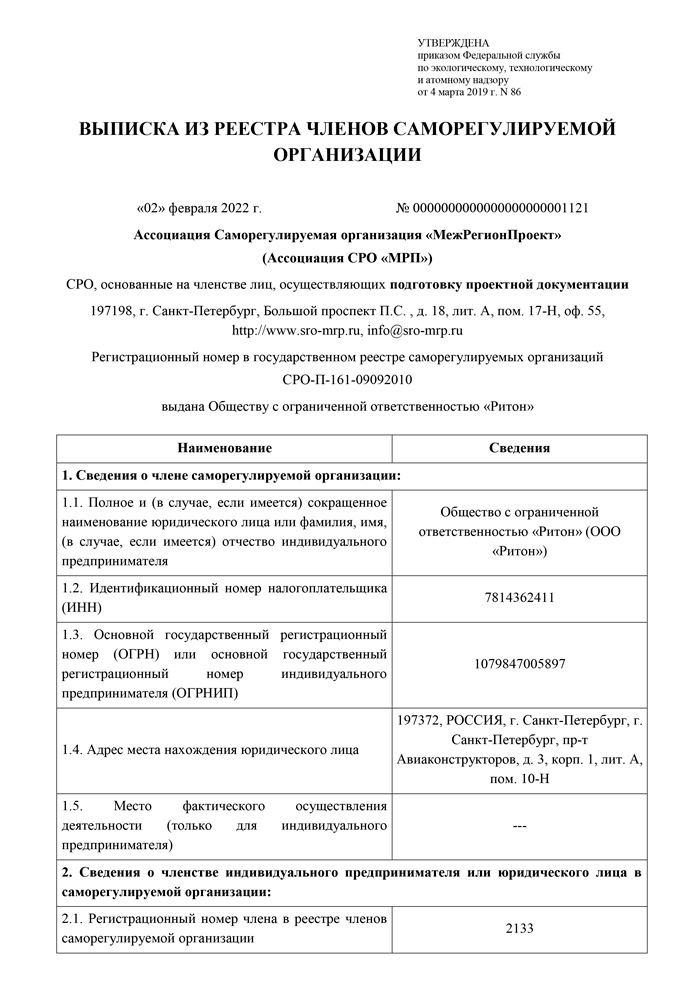 УТВЕРЖДЕНА
приказом Федеральной службы
по экологическому, технологическому
и атомному надзору
от 4 марта 2019 г. N 86
ВЫПИСКА ИЗ РЕЕСТРА ЧЛЕНОВ САМОРЕГУЛИРУЕМОЙ
ОРГАНИЗАЦИИ
«02» февраля 2022 г. № 0000000000000000000001121
Ассоциация Саморегулируемая организация «МежРегионПроект»
(Ассоциация СРО «МРП»)
СРО, основанные на членстве лиц, осуществляющих подготовку проектной документации
197198, г. Санкт-Петербург, Большой проспект П.С. , д. 18, лит. А, пом. 17-Н, оф. 55,
http://www.sro-mrp.ru, info@sro-mrp.ru
Регистрационный номер в государственном реестре саморегулируемых организаций
СРО-П-161-09092010
выдана Обществу с ограниченной ответственностью «Ритон»
Наименование Сведения
1. Сведения о члене саморегулируемой организации:
1.1. Полное и (в случае, если имеется) сокращенное
наименование юридического лица или фамилия, имя,
(в случае, если имеется) отчество индивидуального
предпринимателя
Общество с ограниченной
ответственностью «Ритон» (ООО
«Ритон»)
1.2. Идентификационный номер налогоплательщика
(ИНН)
7814362411
1.3. Основной государственный регистрационный
номер (ОГРН) или основной государственный
регистрационный номер индивидуального
предпринимателя (ОГРНИП)
1079847005897
1.4. Адрес места нахождения юридического лица
197372, РОССИЯ, г. Санкт-Петербург, г.
Санкт-Петербург, пр-т
Авиаконструкторов, д. 3, корп. 1, лит. А,
пом. 10-Н
1.5. Место фактического осуществления
деятельности (только для индивидуального
предпринимателя)
---
2. Сведения о членстве индивидуального предпринимателя или юридического лица в
саморегулируемой организации:
2.1. Регистрационный номер члена в реестре членов
саморегулируемой организации
2133